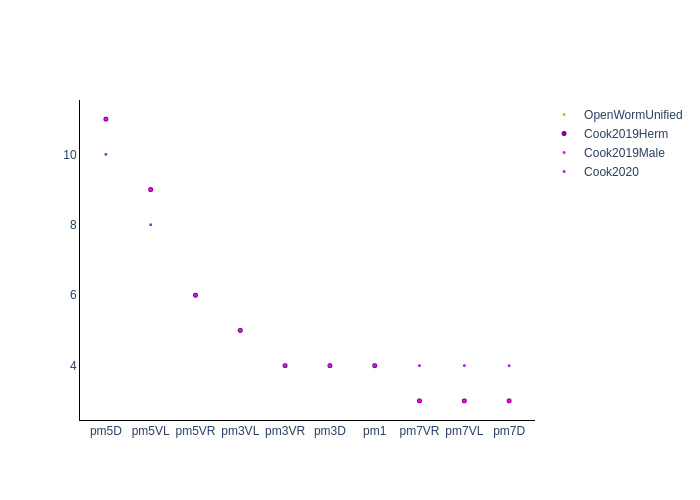 OpenWormUnified
Cook2019Herm
Cook2019Male
Cook2020
10
8
6
4
pm5D pm5VL pm5VR pm3VL pm3VR pm3D pm1 pm7VR pm7VL pm7D